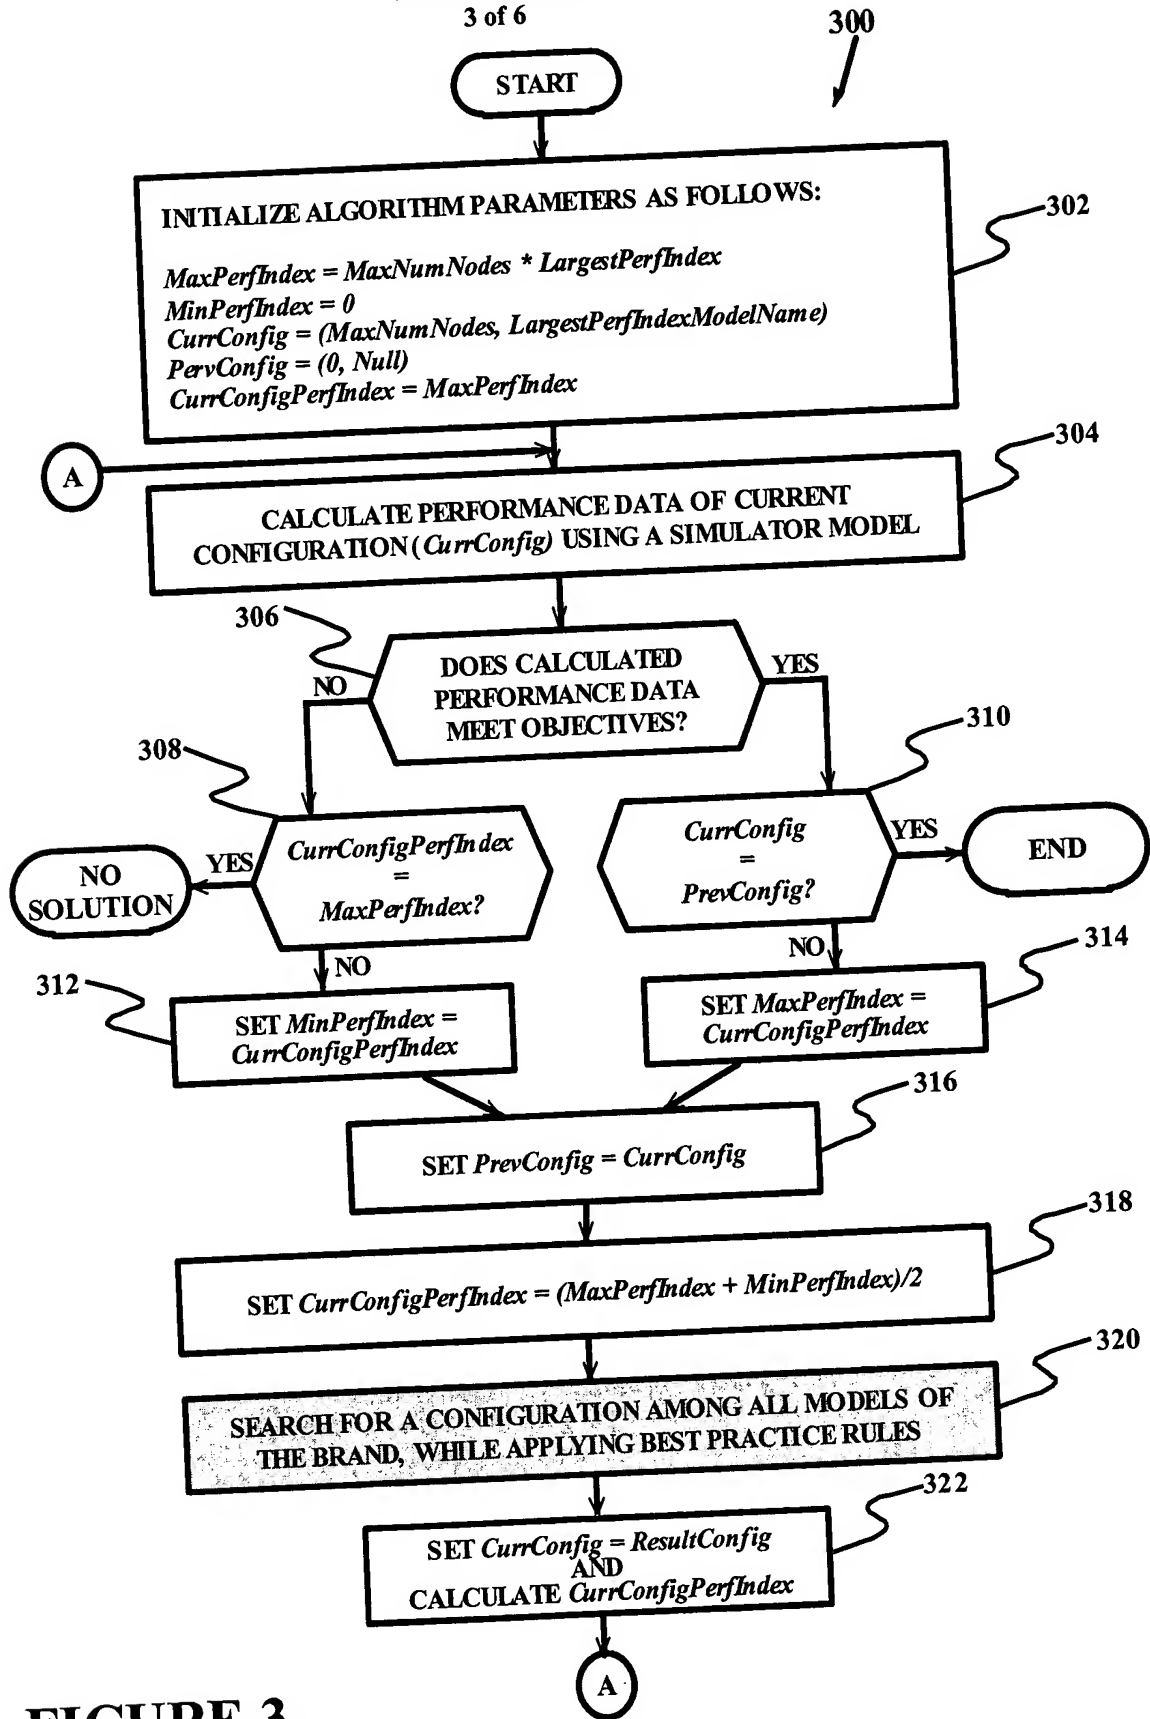 3 of 6
300
START
INITIALIZE ALGORITHM PARAMETERS AS FOLLOWS:
MaxPerfIndex = MaxNumNodes * LargestPerfIndex
MinPerfIndex = 0
CurrConfig = (MaxNumNodes, LargestPerfIndexModelName)
PervConfig = (0, Null)
CurrConfigPerfIndex = MaxPerfIndex
302
A
304
CALCULATE PERFORMANCE DATA OF CURRENT
CONFIGURATION (CurrConfig) USING A SIMULATOR MODEL
306
DOES CALCULATED
PERFORMANCE DATA
MEET OBJECTIVES?
NO
YES
308
310
CurrConfigPerfIndex
=
MaxPerfIndex?
YES
NO
SOLUTION
CurrConfig
=
PrevConfig?
YES
END
NO
NO
312
314
SET MinPerfIndex =
CurrConfigPerfIndex
SET MaxPerfIndex =
CurrConfigPerfIndex
316
SET PrevConfig = CurrConfig
318
SET CurrConfigPerfIndex = (MaxPerfIndex + MinPerfIndex)/2
320
SEARCH FOR A CONFIGURATION AMONG ALL MODELS OF
THE BRAND, WHILE APPLYING BEST PRACTICE RULES
322
SET CurrConfig = ResultConfig
AND
CALCULATE CurrConfigPerfIndex
A
FIGURE 3